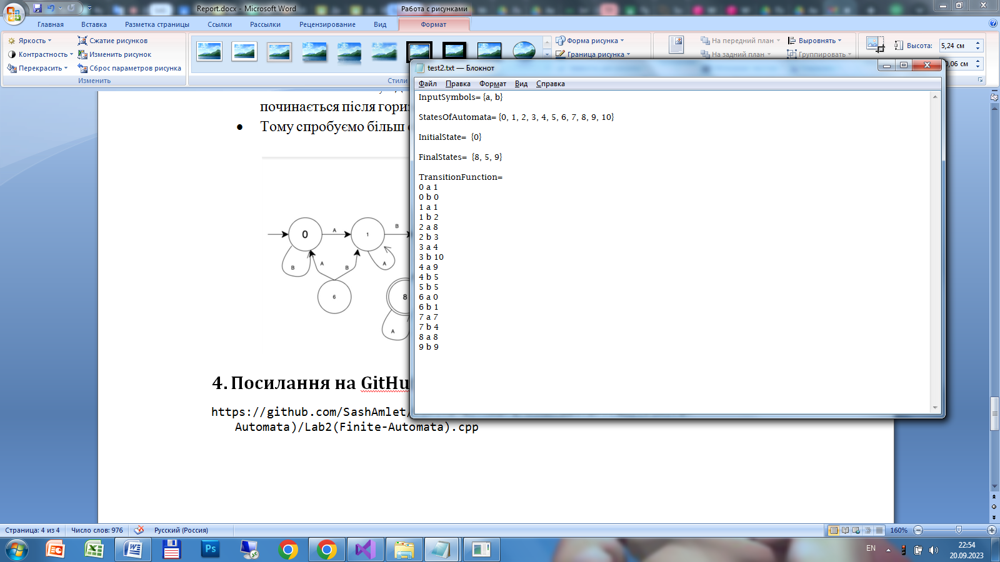 Report.docx - Microsoft Word
Работа с рисунками
Главная
Вставка
Разметка страницы
Ссылки
Рассылки
Рецензирование
Вид
Формат
Яркость
Контрастность
Перекрасить
Сжатие рисунков
Изменить рисунок
Сброс параметров рисунка
Изменить
Стили
Форма рисунка
Граница рисунка
На передний план
На задний план
Выровнять
Группировать
Высота:
5,24 см
0,06 см
починається після гориз
• Тому спробуємо більш
0
A
1
B
B
A
B
A
6
8
A
4. Посилання на GitHu
https://github.com/SashAmlet/
Automata)/Lab2(Finite-Automata).cpp
test2.txt — Блокнот
Файл
Правка
Формат
Вид
Справка
InputSymbols= {a, b}
StatesOfAutomata= {0, 1, 2, 3, 4, 5, 6, 7, 8, 9, 10}
InitialState= {0}
FinalStates= {8, 5, 9}
TransitionFunction=
0 a 1
0 b 0
1 a 1
1 b 2
2 a 8
2 b 3
3 a 4
3 b 10
4 a 9
4 b 5
5 b 5
6 a 0
6 b 1
7 a 7
7 b 4
8 a 8
9 b 9
Страница: 4 из 4
Число слов: 976
Русский (Россия)
160%
Ps
EN
22:54
20.09.2023